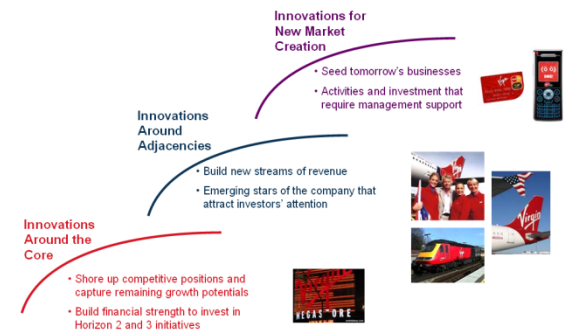 Innovations for
New Market
Creation
• Seed tomorrow's businesses
• Activities and investment that
require management support
Innovations
Around
Adjacencies
• Build new streams of revenue
• Emerging stars of the company that
attract investors' attention
Virgin
Virgin
Innovations
Around the
Core
• Shore up competitive positions and
capture remaining growth potentials
• Build financial strength to invest in
Horizon 2 and 3 initiatives